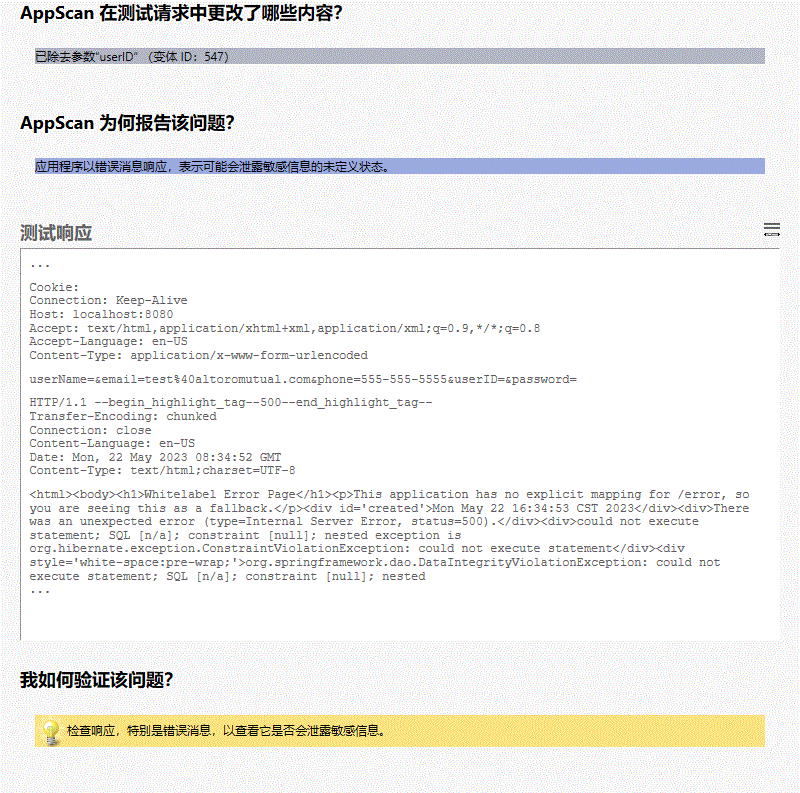 AppScan 在测试请求中更改了哪些内容？
已除去参数“userID” （变体 ID：547）
AppScan 为何报告该问题？
应用程序以错误消息响应，表示可能会泄露敏感信息的未定义状态。
测试响应
...
Cookie:
Connection: Keep-Alive
Host: localhost:8080
Accept: text/html,application/xhtml+xml,application/xml;q=0.9,*/*;q=0.8
Accept-Language: en-US
Content-Type: application/x-www-form-urlencoded
userName=&email=test%40altoromutual.com&phone=555-555-5555&userID=&password=
HTTP/1.1 --begin_highlight_tag--500--end_highlight_tag--
Transfer-Encoding: chunked
Connection: close
Content-Language: en-US
Date: Mon, 22 May 2023 08:34:52 GMT
Content-Type: text/html;charset=UTF-8
<html><body><h1>Whitelabel Error Page</h1><p>This application has no explicit mapping for /error, so
you are seeing this as a fallback.</p><div id='created'>Mon May 22 16:34:53 CST 2023</div><div>There
was an unexpected error (type=Internal Server Error, status=500).</div><div>could not execute
statement; SQL [n/a]; constraint [null]; nested exception is
org.hibernate.exception.ConstraintViolationException: could not execute statement</div><div
style='white-space:pre-wrap;'>org.springframework.dao.DataIntegrityViolationException: could not
execute statement; SQL [n/a]; constraint [null]; nested
...
我如何验证该问题？
检查响应，特别是错误消息，以查看它是否会泄露敏感信息。